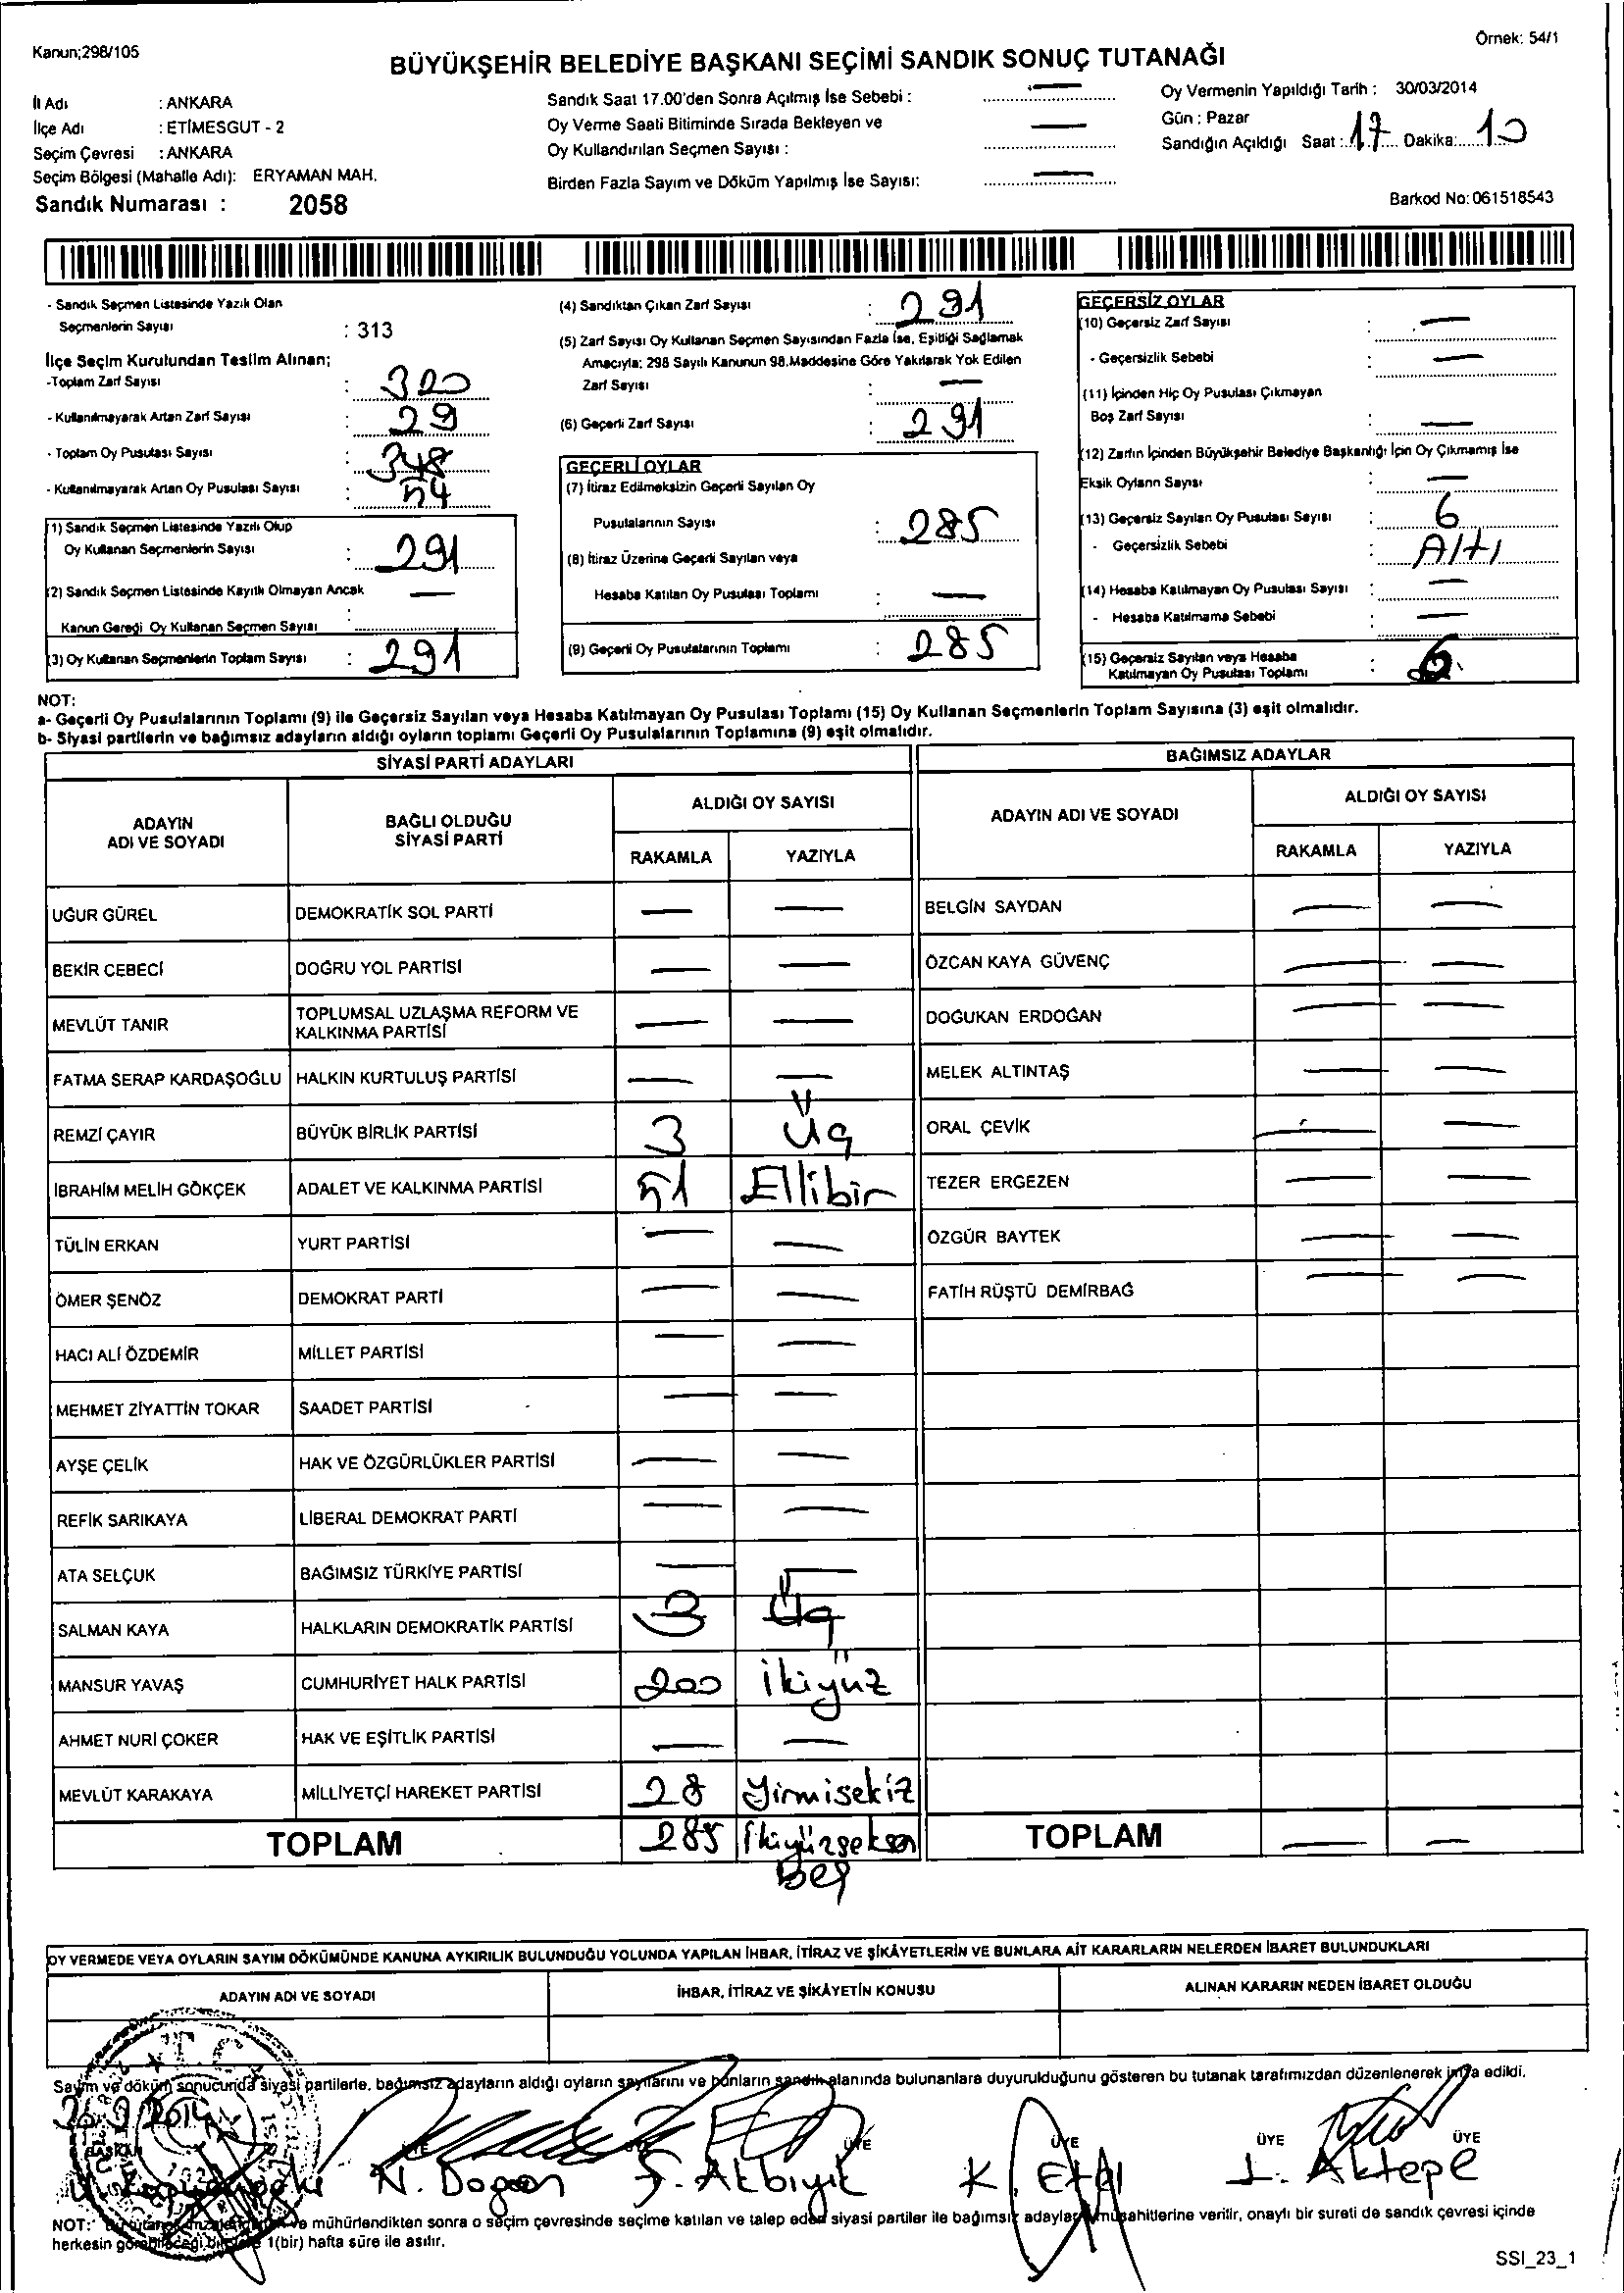 Kanun;298/105
Örnek: 54/1
BÜYÜKŞEHİR BELEDİYE BAŞKANI SEÇİMİ SANDIK SONUÇ TUTANAĞI
İl Adı : ANKARA
İlçe Adı : ETİMESGUT - 2
Seçim Çevresi : ANKARA
Seçim Bölgesi (Mahalle Adı): ERYAMAN MAH.
Sandık Numarası : 2058
Sandık Saat 17.00'den Sonra Açılmış İse Sebebi : —
Oy Verme Saati Bitiminde Sırada Bekleyen ve —
Oy Kullandırılan Seçmen Sayısı :
Birden Fazla Sayım ve Döküm Yapılmış İse Sayısı: —
Oy Vermenin Yapıldığı Tarih : 30/03/2014
Gün : Pazar
Sandığın Açıldığı Saat : 17 Dakika: 10
Barkod No: 061518543
- Sandık Seçmen Listesinde Yazılı Olan
Seçmenlerin Sayısı : 313
İlçe Seçim Kurulundan Teslim Alınan;
-Toplam Zarf Sayısı : 320
- Kullanılmayarak Artan Zarf Sayısı : 29
- Toplam Oy Pusulası Sayısı : 348
- Kullanılmayarak Artan Oy Pusulası Sayısı : 54
(1) Sandık Seçmen Listesinde Yazılı Olup
Oy Kullanan Seçmenlerin Sayısı : 291
(2) Sandık Seçmen Listesinde Kayıtlı Olmayan Ancak —
Kanun Gereği Oy Kullanan Seçmen Sayısı :
(3) Oy Kullanan Seçmenlerin Toplam Sayısı : 291
(4) Sandıktan Çıkan Zarf Sayısı : 291
(5) Zarf Sayısı Oy Kullanan Seçmen Sayısından Fazla İse, Eşitliği Sağlamak
Amacıyla; 298 Sayılı Kanunun 98.Maddesine Göre Yakılarak Yok Edilen
Zarf Sayısı : —
(6) Geçerli Zarf Sayısı : 291
GEÇERLİ OYLAR
(7) İtiraz Edilmeksizin Geçerli Sayılan Oy
Pusulalarının Sayısı : 285
(8) İtiraz Üzerine Geçerli Sayılan veya
Hesaba Katılan Oy Pusulası Toplamı : —
(9) Geçerli Oy Pusulalarının Toplamı : 285
GEÇERSİZ OYLAR
(10) Geçersiz Zarf Sayısı : —
- Geçersizlik Sebebi : —
(11) İçinden Hiç Oy Pusulası Çıkmayan
Boş Zarf Sayısı : —
(12) Zarfın İçinden Büyükşehir Belediye Başkanlığı İçin Oy Çıkmamış İse
Eksik Oyların Sayısı : —
(13) Geçersiz Sayılan Oy Pusulası Sayısı : 6
- Geçersizlik Sebebi : Altı
(14) Hesaba Katılmayan Oy Pusulası Sayısı : —
- Hesaba Katılmama Sebebi : —
(15) Geçersiz Sayılan veya Hesaba
Katılmayan Oy Pusulası Toplamı : 6
NOT:
a- Geçerli Oy Pusulalarının Toplamı (9) ile Geçersiz Sayılan veya Hesaba Katılmayan Oy Pusulası Toplamı (15) Oy Kullanan Seçmenlerin Toplam Sayısına (3) eşit olmalıdır.
b- Siyasi partilerin ve bağımsız adayların aldığı oyların toplamı Geçerli Oy Pusulalarının Toplamına (9) eşit olmalıdır.
SİYASİ PARTİ ADAYLARI
ADAYIN ADI VE SOYADI
BAĞLI OLDUĞU SİYASİ PARTİ
ALDIĞI OY SAYISI
RAKAMLA YAZIYLA
UĞUR GÜREL DEMOKRATİK SOL PARTİ — —
BEKİR CEBECİ DOĞRU YOL PARTİSİ — —
MEVLÜT TANIR TOPLUMSAL UZLAŞMA REFORM VE KALKINMA PARTİSİ — —
FATMA SERAP KARDAŞOĞLU HALKIN KURTULUŞ PARTİSİ — —
REMZİ ÇAYIR BÜYÜK BİRLİK PARTİSİ 3 Üç
İBRAHİM MELİH GÖKÇEK ADALET VE KALKINMA PARTİSİ 51 Ellibir
TÜLİN ERKAN YURT PARTİSİ — —
ÖMER ŞENÖZ DEMOKRAT PARTİ — —
HACI ALİ ÖZDEMİR MİLLET PARTİSİ — —
MEHMET ZİYATTİN TOKAR SAADET PARTİSİ — —
AYŞE ÇELİK HAK VE ÖZGÜRLÜKLER PARTİSİ — —
REFİK SARIKAYA LİBERAL DEMOKRAT PARTİ — —
ATA SELÇUK BAĞIMSIZ TÜRKİYE PARTİSİ — —
SALMAN KAYA HALKLARIN DEMOKRATİK PARTİSİ 3 Üç
MANSUR YAVAŞ CUMHURİYET HALK PARTİSİ 200 İkiyüz
AHMET NURİ ÇOKER HAK VE EŞİTLİK PARTİSİ — —
MEVLÜT KARAKAYA MİLLİYETÇİ HAREKET PARTİSİ 28 Yirmisekiz
TOPLAM 285 İkiyüzseksen Beş
BAĞIMSIZ ADAYLAR
ADAYIN ADI VE SOYADI
ALDIĞI OY SAYISI
RAKAMLA YAZIYLA
BELGİN SAYDAN — —
ÖZCAN KAYA GÜVENÇ — —
DOĞUKAN ERDOĞAN — —
MELEK ALTINTAŞ — —
ORAL ÇEVİK — —
TEZER ERGEZEN — —
ÖZGÜR BAYTEK — —
FATİH RÜŞTÜ DEMİRBAĞ — —
TOPLAM — —
OY VERMEDE VEYA OYLARIN SAYIM DÖKÜMÜNDE KANUNA AYKIRILIK BULUNDUĞU YOLUNDA YAPILAN İHBAR, İTİRAZ VE ŞİKÂYETLERİN VE BUNLARA AİT KARARLARIN NELERDEN İBARET BULUNDUKLARI
ADAYIN ADI VE SOYADI
İHBAR, İTİRAZ VE ŞİKÂYETİN KONUSU
ALINAN KARARIN NEDEN İBARET OLDUĞU
T.C.
Sayım ve döküm sonucunda siyasi partilerle, bağımsız adayların aldığı oyların sayılarını ve bunların sandık alanında bulunanlara duyurulduğunu gösteren bu tutanak tarafımızdan düzenlenerek imza edildi.
BAŞKAN ÜYE ÜYE ÜYE ÜYE ÜYE ÜYE
N. Dogan
Akbıyık
K.
Aktepe
NOT: ve mühürlendikten sonra o seçim çevresinde seçime katılan ve talep eden siyasi partiler ile bağımsız adayların müşahitlerine verilir, onaylı bir sureti de sandık çevresi içinde
herkesin 1(bir) hafta süre ile asılır.
SSI_23_1